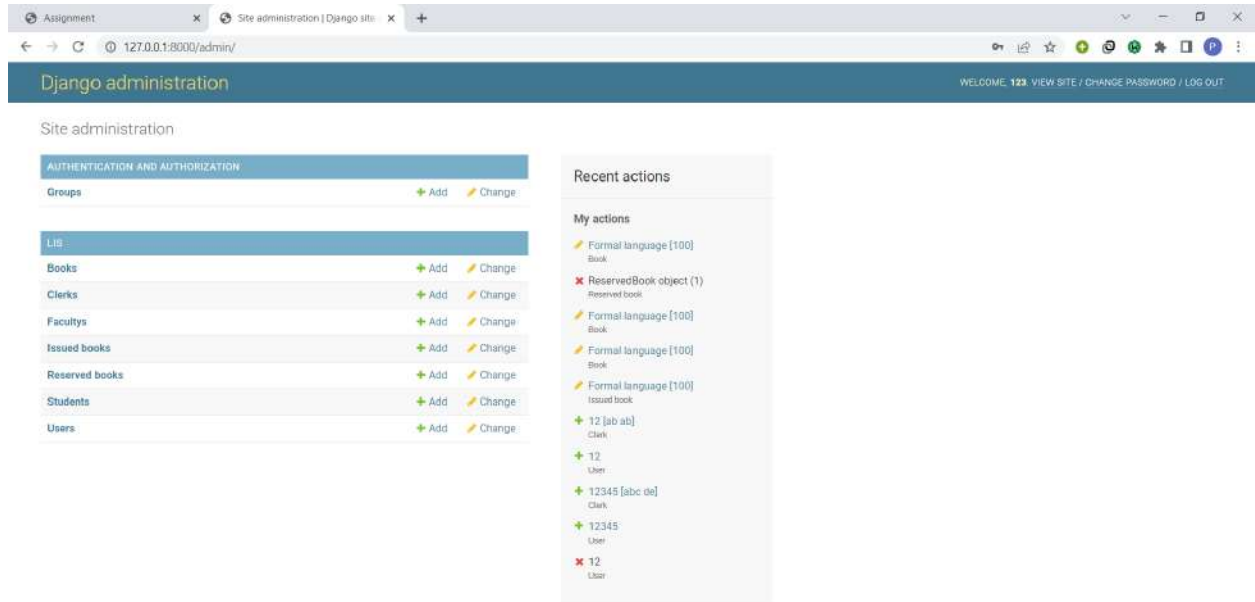 Assignment
Site administration | Django site
127.0.0.1:8000/admin/
P
Django administration
WELCOME, 123. VIEW SITE / CHANGE PASSWORD / LOG OUT
Site administration
AUTHENTICATION AND AUTHORIZATION
Groups Add Change
LIS
Books Add Change
Clerks Add Change
Facultys Add Change
Issued books Add Change
Reserved books Add Change
Students Add Change
Users Add Change
Recent actions
My actions
Formal language [100]
Book
ReservedBook object (1)
Reserved book
Formal language [100]
Book
Formal language [100]
Book
Formal language [100]
Issued book
12 [ab ab]
Clerk
12
User
12345 [abc de]
Clerk
12345
User
12
User